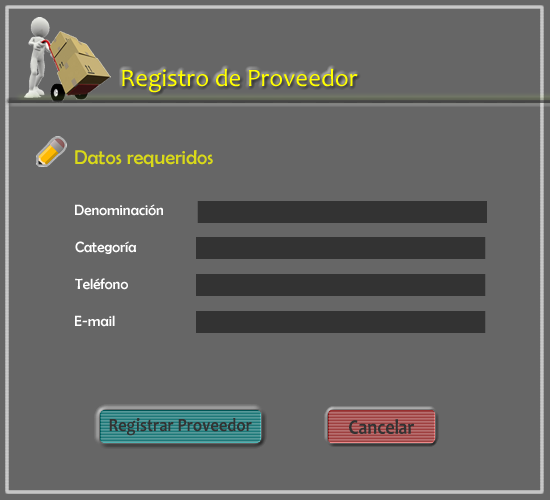 Registro de Proveedor
Datos requeridos
Denominación
Categoría
Teléfono
E-mail
Registrar Proveedor
Cancelar